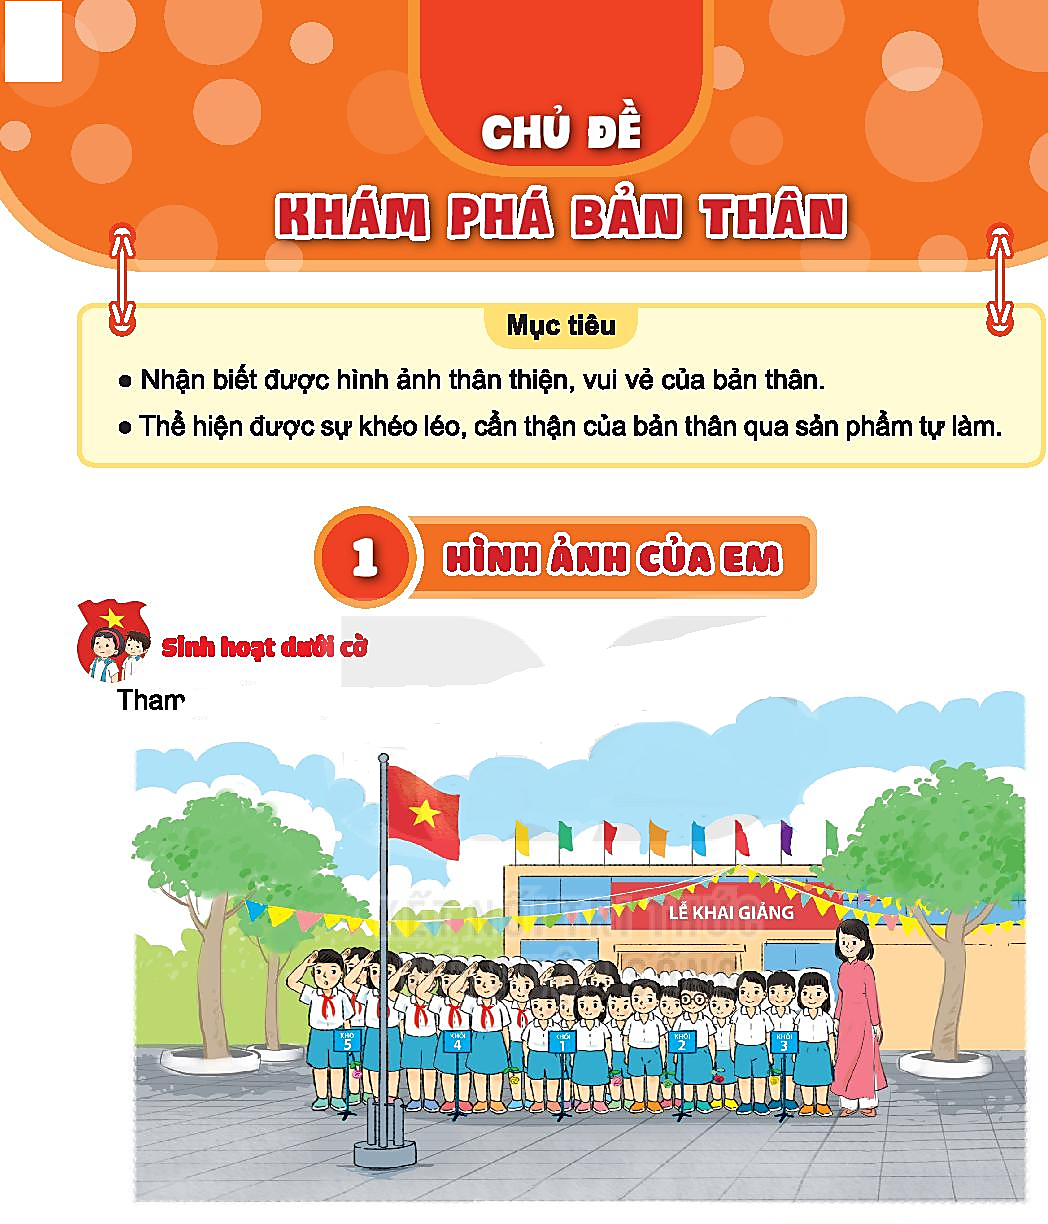 CHỦ ĐỀ
KHÁM PHÁ BẢN THÂN
Mục tiêu
● Nhận biết được hình ảnh thân thiện, vui vẻ của bản thân.
● Thể hiện được sự khéo léo, cẩn thận của bản thân qua sản phẩm tự làm.
1 HÌNH ẢNH CỦA EM
Sinh hoạt dưới cờ
Tham
LỄ KHAI GIẢNG
KHỐI 5
KHỐI 4
KHỐI 1
KHỐI 2
KHỐI 3